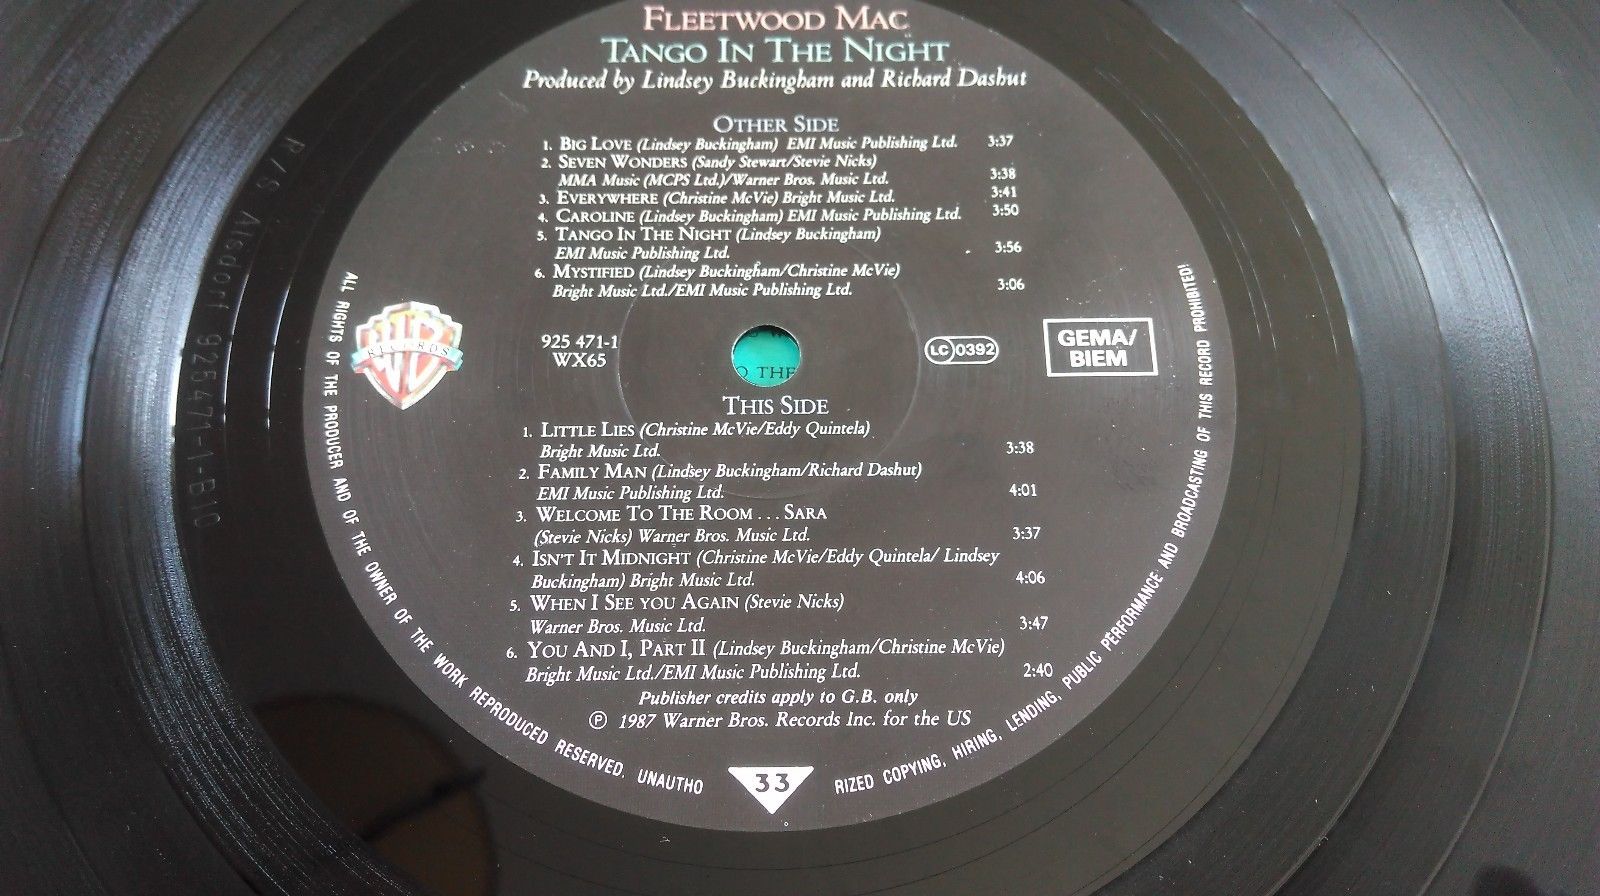 FLEETWOOD MAC
TANGO IN THE NIGHT
Produced by Lindsey Buckingham and Richard Dashut
OTHER SIDE
1. BIG LOVE (Lindsey Buckingham) EMI Music Publishing Ltd. 3:37
2. SEVEN WONDERS (Sandy Stewart/Stevie Nicks)
MMA Music (MCPS Ltd.)/Warner Bros. Music Ltd. 3:38
3. EVERYWHERE (Christine McVie) Bright Music Ltd. 3:41
4. CAROLINE (Lindsey Buckingham) EMI Music Publishing Ltd. 3:50
5. TANGO IN THE NIGHT (Lindsey Buckingham)
EMI Music Publishing Ltd. 3:56
6. MYSTIFIED (Lindsey Buckingham/Christine McVie)
Bright Music Ltd./EMI Music Publishing Ltd. 3:06
925 471-1
WX65
WB
RECORDS
O THE
LC 0392
GEMA/
BIEM
THIS SIDE
1. LITTLE LIES (Christine McVie/Eddy Quintela)
Bright Music Ltd. 3:38
2. FAMILY MAN (Lindsey Buckingham/Richard Dashut)
EMI Music Publishing Ltd. 4:01
3. WELCOME TO THE ROOM . . . SARA
(Stevie Nicks) Warner Bros. Music Ltd. 3:37
4. ISN'T IT MIDNIGHT (Christine McVie/Eddy Quintela/ Lindsey
Buckingham) Bright Music Ltd. 4:06
5. WHEN I SEE YOU AGAIN (Stevie Nicks)
Warner Bros. Music Ltd. 3:47
6. YOU AND I, PART II (Lindsey Buckingham/Christine McVie)
Bright Music Ltd./EMI Music Publishing Ltd. 2:40
Publisher credits apply to G.B. only
℗ 1987 Warner Bros. Records Inc. for the US
ALL RIGHTS OF THE PRODUCER AND OF THE OWNER OF THE WORK REPRODUCED RESERVED. UNAUTHO
33
RIZED COPYING, HIRING, LENDING, PUBLIC PERFORMANCE AND BROADCASTING OF THIS RECORD PROHIBITED!
R/S Alsdorf 925471-1-B10